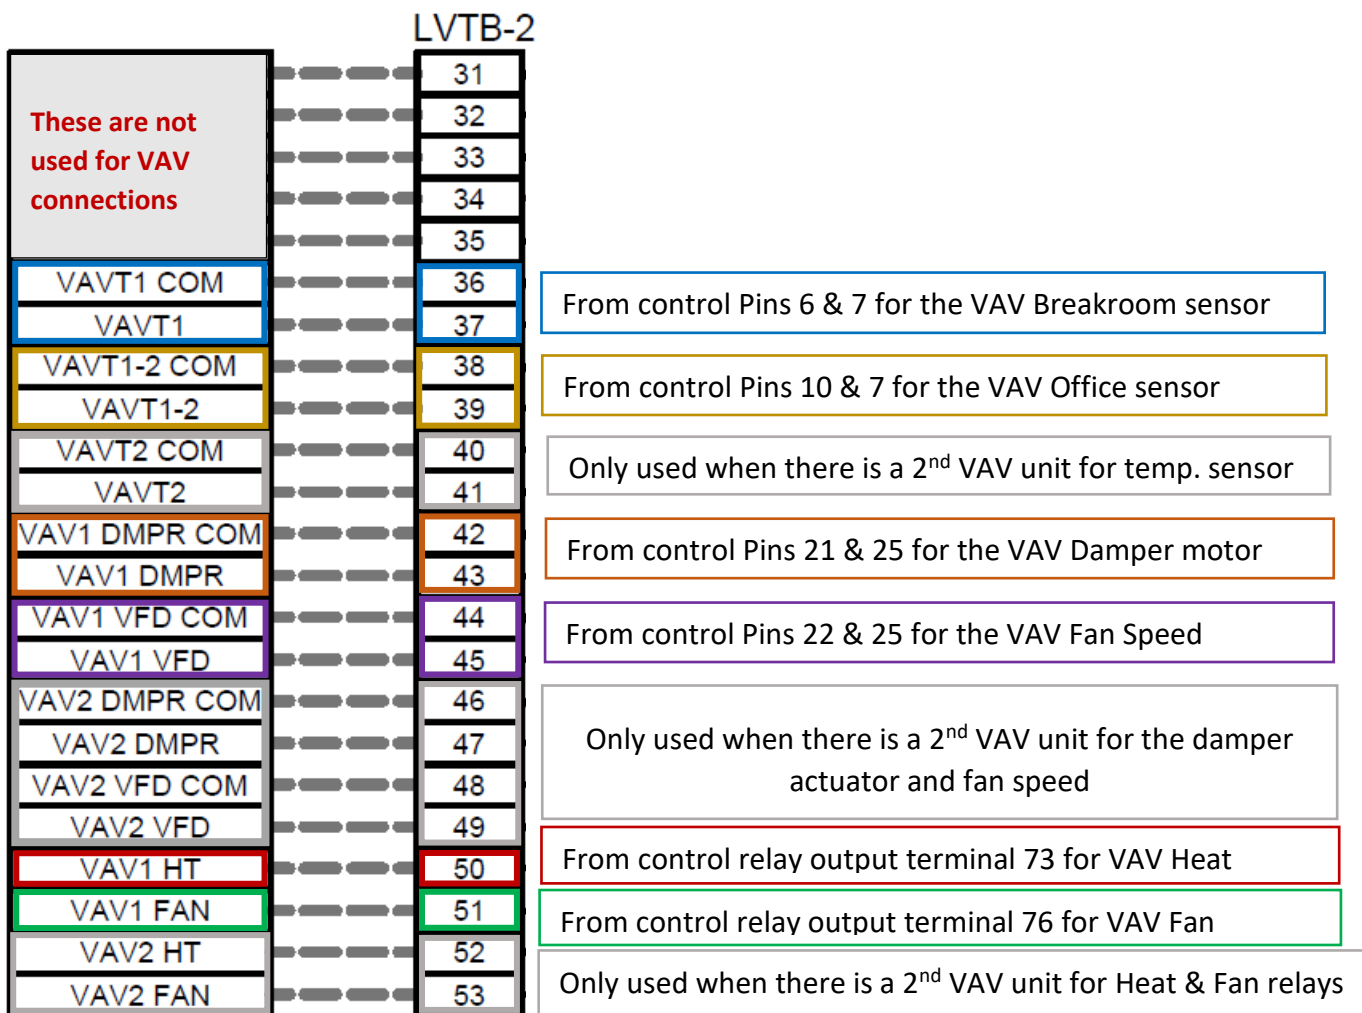 LVTB-2
31
These are not
used for VAV
connections
32
33
34
35
VAVT1 COM 36
VAVT1 37
From control Pins 6 & 7 for the VAV Breakroom sensor
VAVT1-2 COM 38
VAVT1-2 39
From control Pins 10 & 7 for the VAV Office sensor
VAVT2 COM 40
VAVT2 41
Only used when there is a 2nd VAV unit for temp. sensor
VAV1 DMPR COM 42
VAV1 DMPR 43
From control Pins 21 & 25 for the VAV Damper motor
VAV1 VFD COM 44
VAV1 VFD 45
From control Pins 22 & 25 for the VAV Fan Speed
VAV2 DMPR COM 46
VAV2 DMPR 47
VAV2 VFD COM 48
VAV2 VFD 49
Only used when there is a 2nd VAV unit for the damper
actuator and fan speed
VAV1 HT 50
From control relay output terminal 73 for VAV Heat
VAV1 FAN 51
From control relay output terminal 76 for VAV Fan
VAV2 HT 52
VAV2 FAN 53
Only used when there is a 2nd VAV unit for Heat & Fan relays